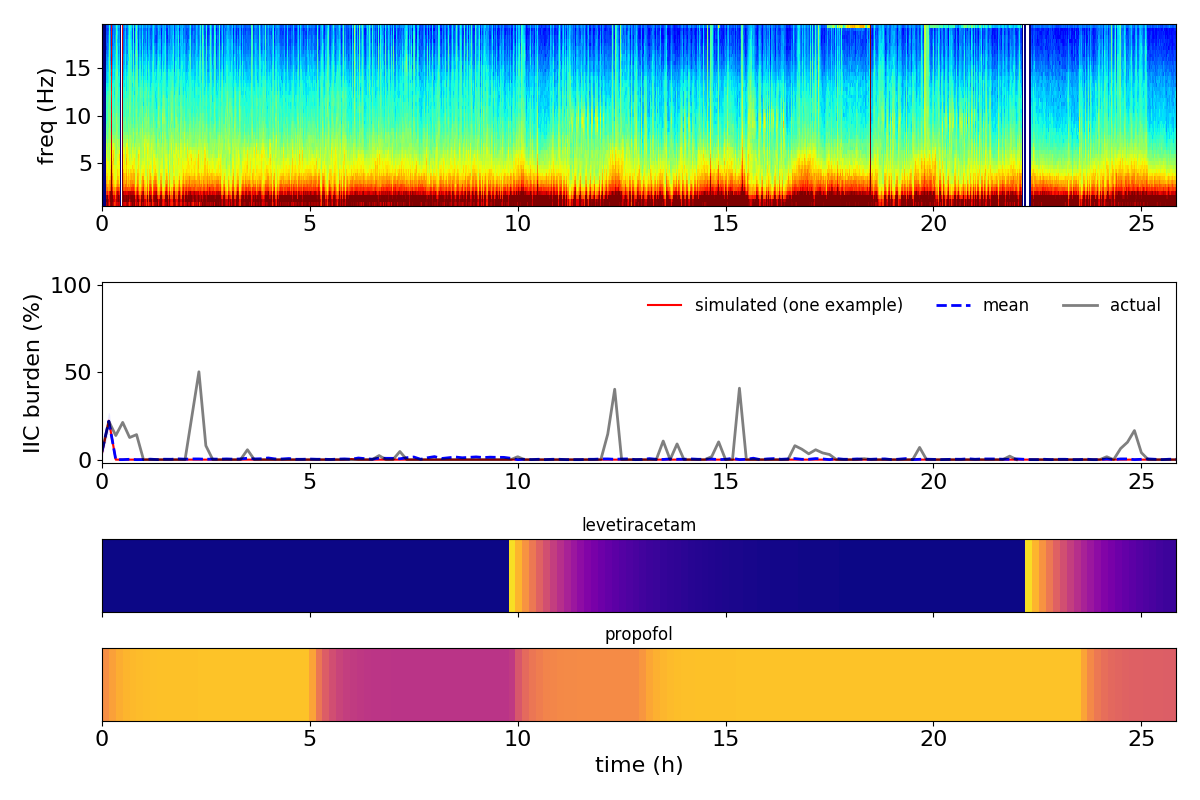 freq (Hz)
15
10
5
0 5 10 15 20 25
IIC burden (%)
100
50
0
simulated (one example) mean actual
0 5 10 15 20 25
levetiracetam
propofol
0 5 10 15 20 25
time (h)